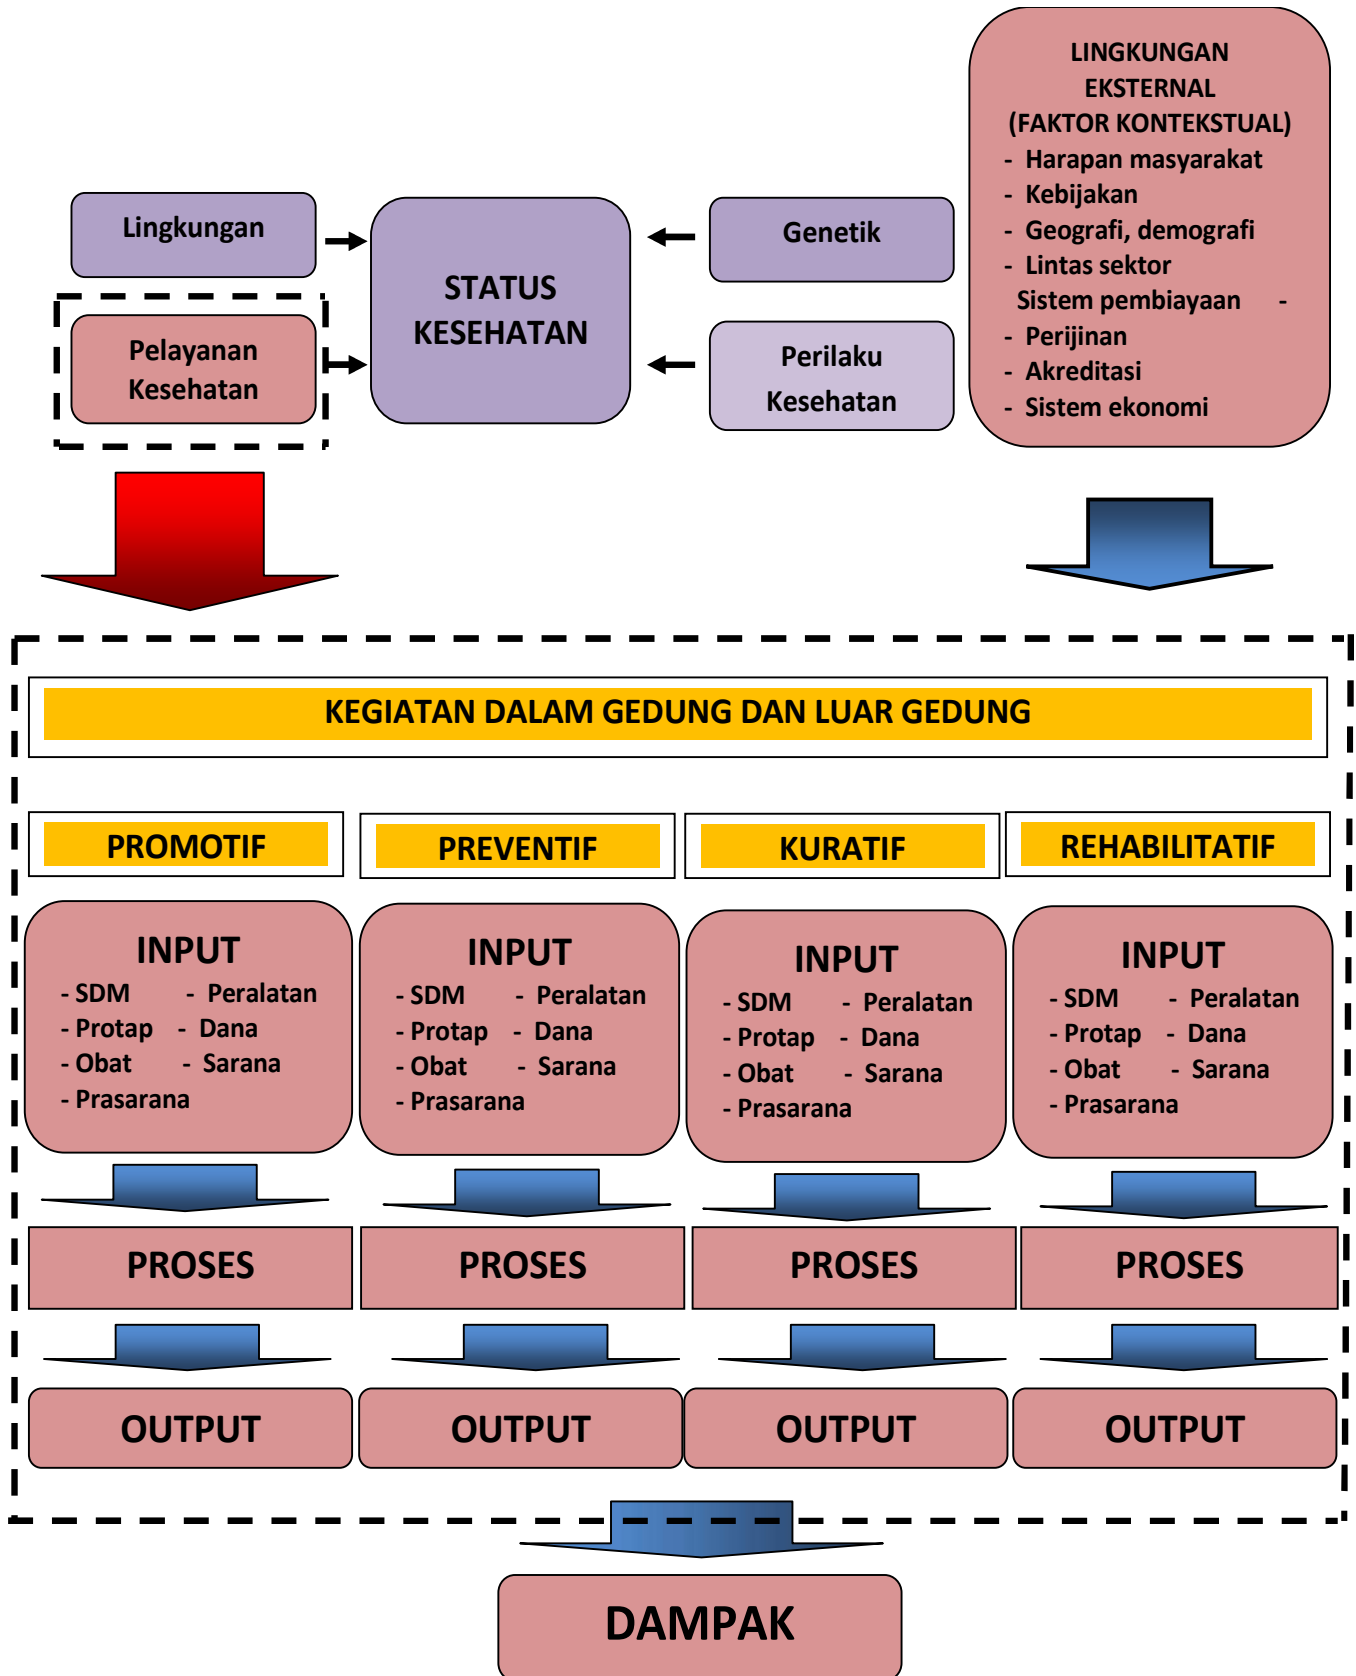 LINGKUNGAN
EKSTERNAL
(FAKTOR KONTEKSTUAL)
- Harapan masyarakat
- Kebijakan
- Geografi, demografi
- Lintas sektor
Sistem pembiayaan -
- Perijinan
- Akreditasi
- Sistem ekonomi
Lingkungan
Pelayanan
Kesehatan
STATUS
KESEHATAN
Genetik
Perilaku
Kesehatan
KEGIATAN DALAM GEDUNG DAN LUAR GEDUNG
PROMOTIF
PREVENTIF
KURATIF
REHABILITATIF
INPUT
- SDM - Peralatan
- Protap - Dana
- Obat - Sarana
- Prasarana
INPUT
- SDM - Peralatan
- Protap - Dana
- Obat - Sarana
- Prasarana
INPUT
- SDM - Peralatan
- Protap - Dana
- Obat - Sarana
- Prasarana
INPUT
- SDM - Peralatan
- Protap - Dana
- Obat - Sarana
- Prasarana
PROSES
PROSES
PROSES
PROSES
OUTPUT
OUTPUT
OUTPUT
OUTPUT
DAMPAK